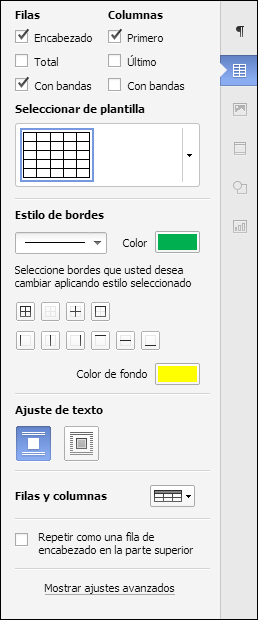 Filas Columnas
Encabezado Primero
Total Último
Con bandas Con bandas
Seleccionar de plantilla
Estilo de bordes
Color
Seleccione bordes que usted desea
cambiar aplicando estilo seleccionado
Color de fondo
Ajuste de texto
Filas y columnas
Repetir como una fila de
encabezado en la parte superior
Mostrar ajustes avanzados